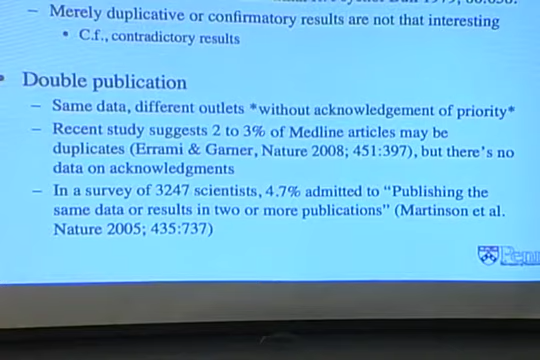 – Merely duplicative or confirmatory results are not that interesting
• C.f., contradictory results
• Double publication
– Same data, different outlets *without acknowledgement of priority*
– Recent study suggests 2 to 3% of Medline articles may be
duplicates (Errami & Garner, Nature 2008; 451:397), but there's no
data on acknowledgments
– In a survey of 3247 scientists, 4.7% admitted to “Publishing the
same data or results in two or more publications” (Martinson et al.
Nature 2005; 435:737)
Penn